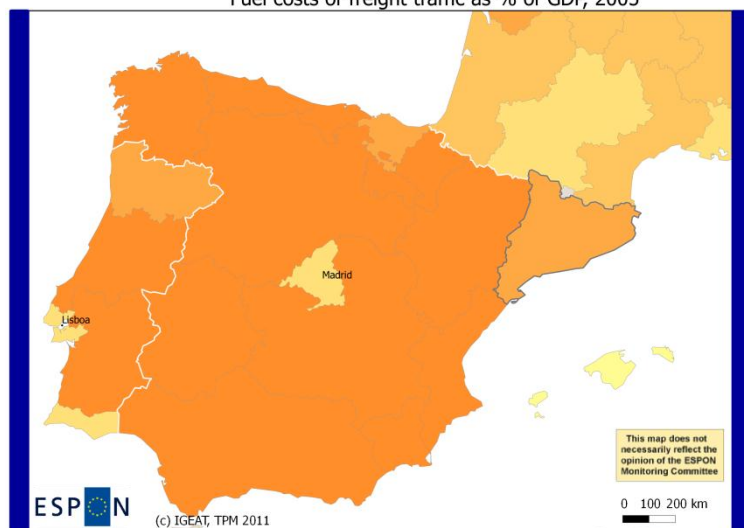 Fuel costs of freight traffic as % of GDP, 2005
Madrid
Lisboa
This map does not
necessarily reflect the
opinion of the ESPON
Monitoring Committee
ESPON
0 100 200 km
(c) IGEAT, TPM 2011